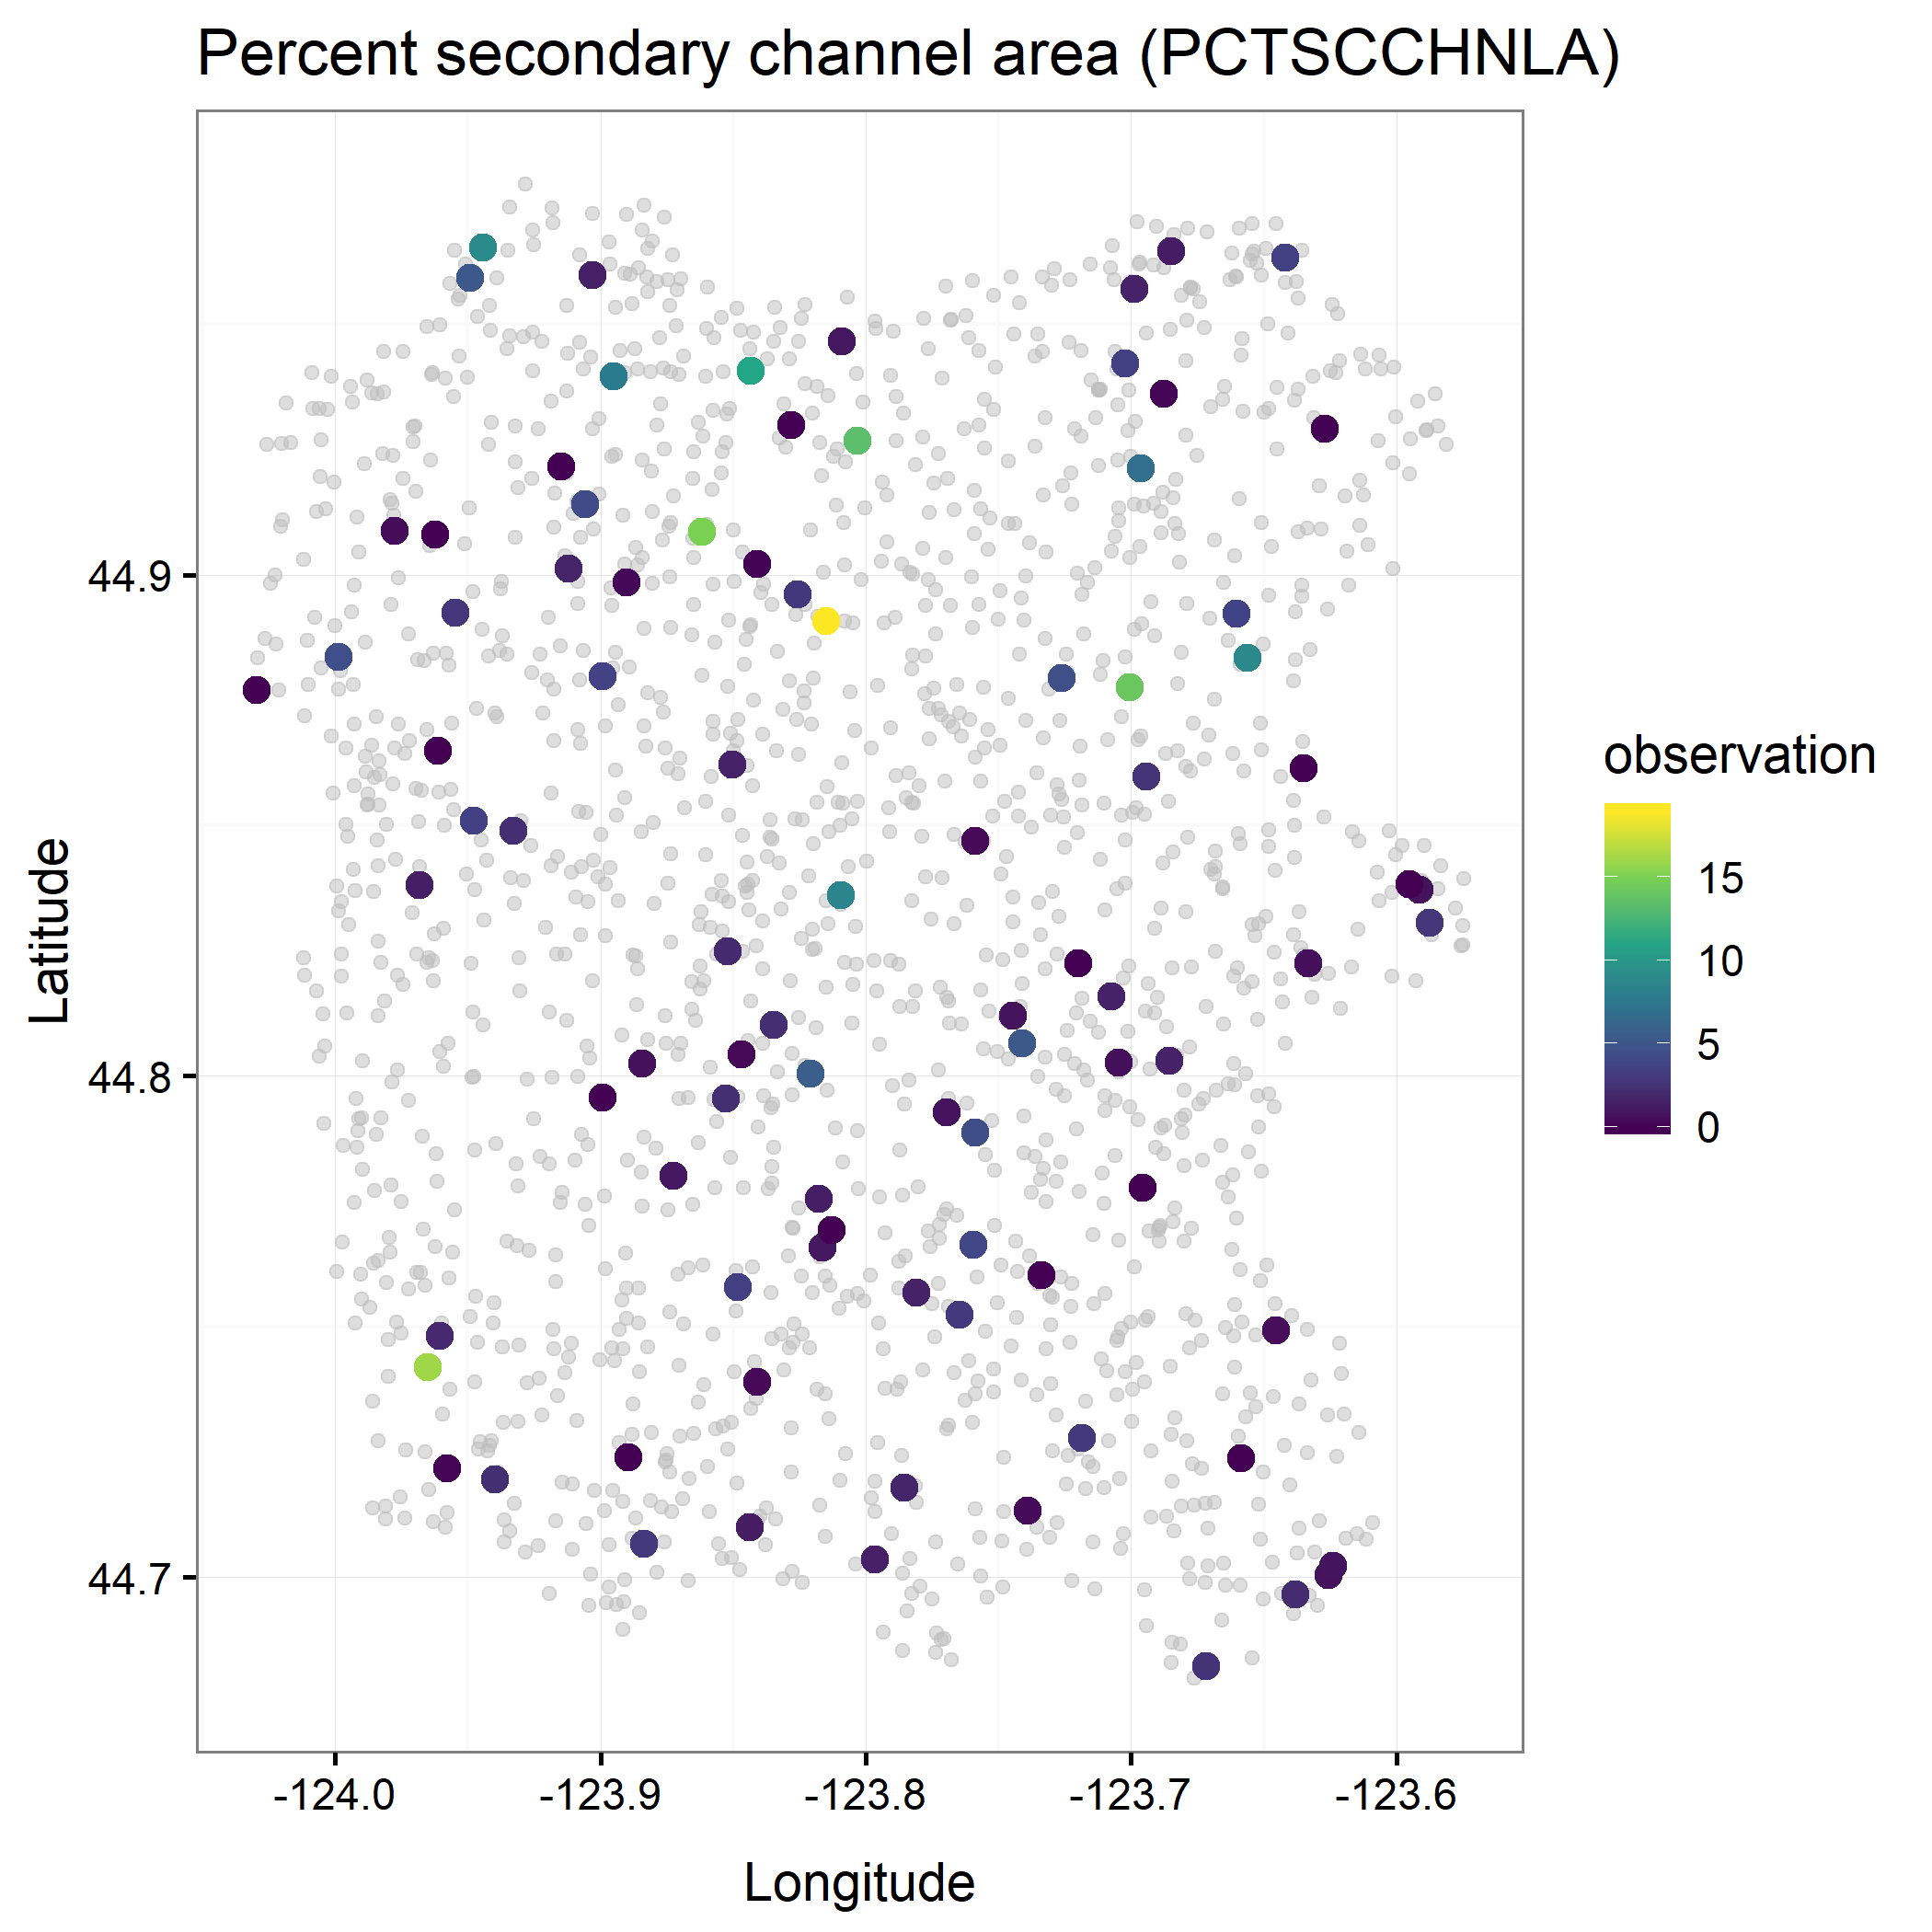 Percent secondary channel area (PCTSCCHNLA)
44.9
44.8
44.7
Latitude
-124.0 -123.9 -123.8 -123.7 -123.6
Longitude
observation
15
10
5
0